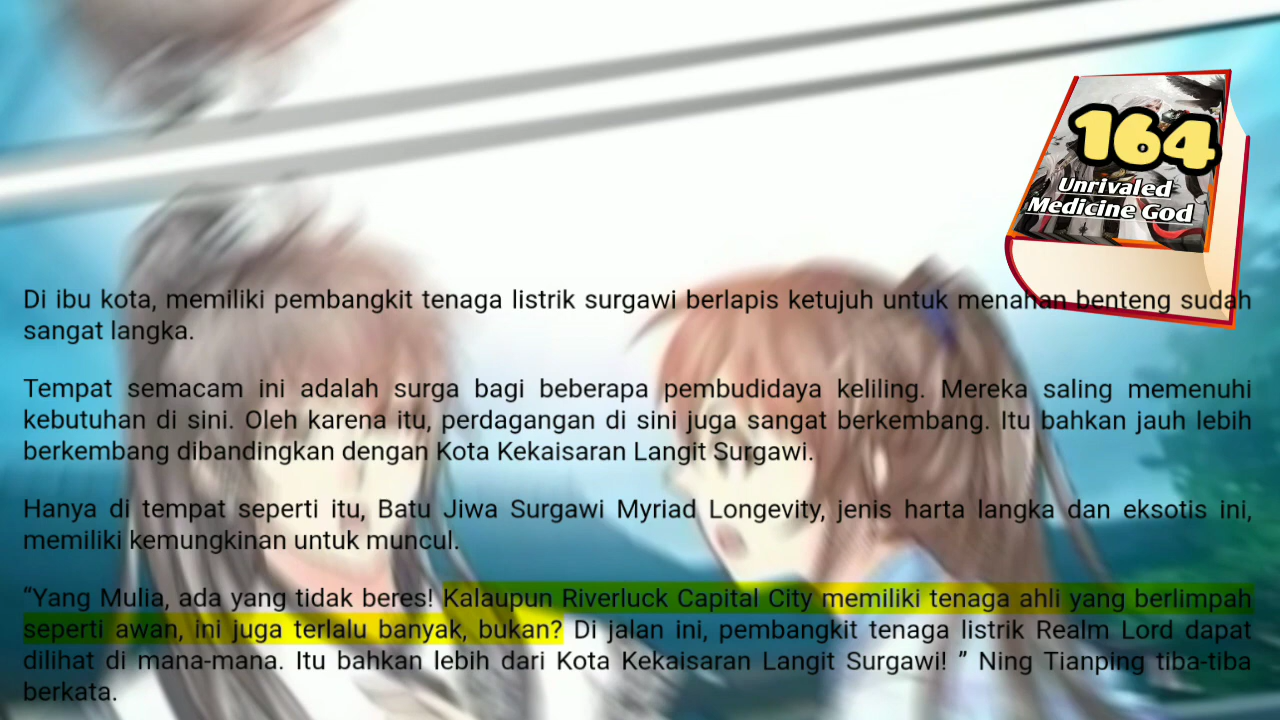 164
Unrivaled
Medicine God
Di ibu kota, memiliki pembangkit tenaga listrik surgawi berlapis ketujuh untuk menahan benteng sudah
sangat langka.
Tempat semacam ini adalah surga bagi beberapa pembudidaya keliling. Mereka saling memenuhi
kebutuhan di sini. Oleh karena itu, perdagangan di sini juga sangat berkembang. Itu bahkan jauh lebih
berkembang dibandingkan dengan Kota Kekaisaran Langit Surgawi.
Hanya di tempat seperti itu, Batu Jiwa Surgawi Myriad Longevity, jenis harta langka dan eksotis ini,
memiliki kemungkinan untuk muncul.
“Yang Mulia, ada yang tidak beres! Kalaupun Riverluck Capital City memiliki tenaga ahli yang berlimpah
seperti awan, ini juga terlalu banyak, bukan? Di jalan ini, pembangkit tenaga listrik Realm Lord dapat
dilihat di mana-mana. Itu bahkan lebih dari Kota Kekaisaran Langit Surgawi! ” Ning Tianping tiba-tiba
berkata.